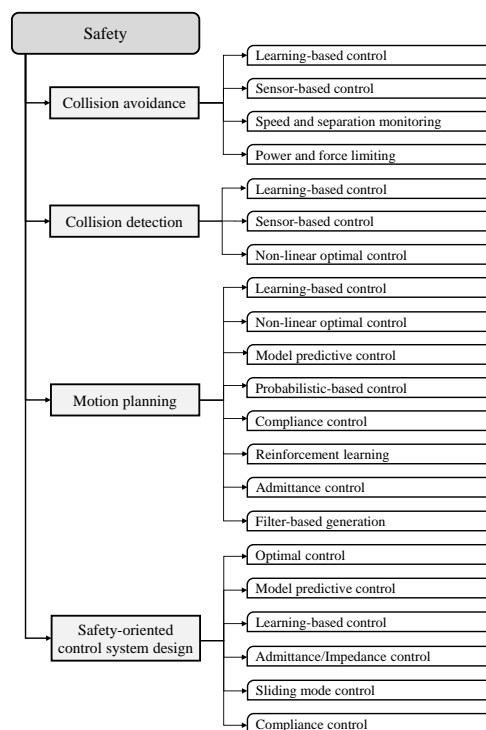 Safety
Collision avoidance
Learning-based control
Sensor-based control
Speed and separation monitoring
Power and force limiting
Collision detection
Learning-based control
Sensor-based control
Non-linear optimal control
Motion planning
Learning-based control
Non-linear optimal control
Model predictive control
Probabilistic-based control
Compliance control
Reinforcement learning
Admittance control
Filter-based generation
Safety-oriented
control system design
Optimal control
Model predictive control
Learning-based control
Admittance/Impedance control
Sliding mode control
Compliance control